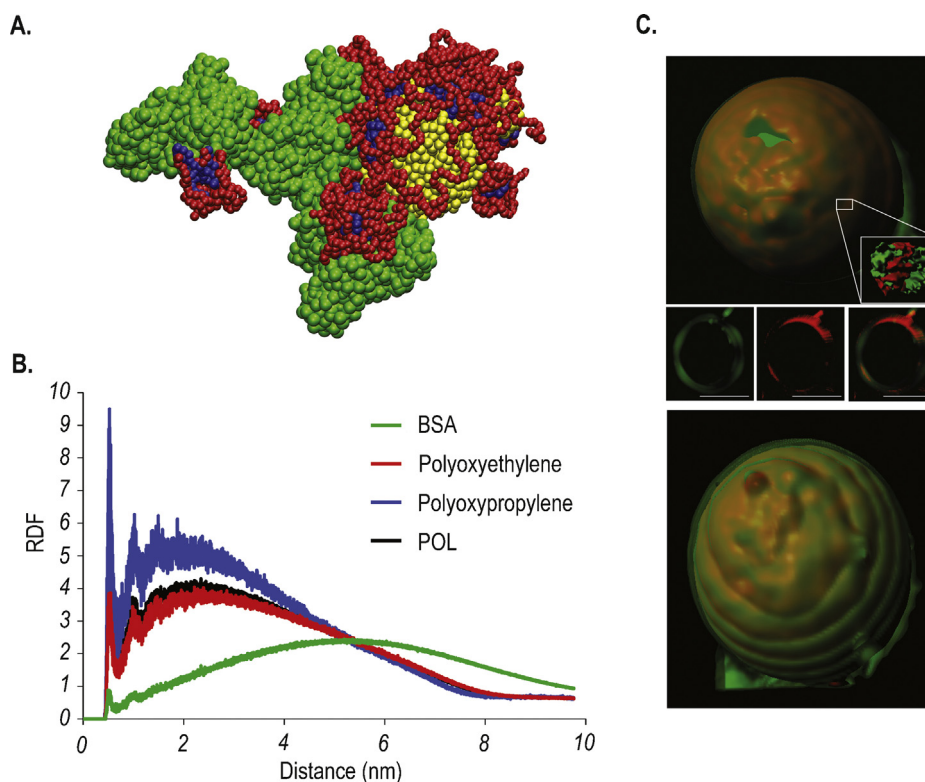 A.
B.
10
9
8
7
6
5
4
3
2
1
0
RDF
0 2 4 6 8 10
Distance (nm)
BSA
Polyoxyethylene
Polyoxypropylene
POL
C.